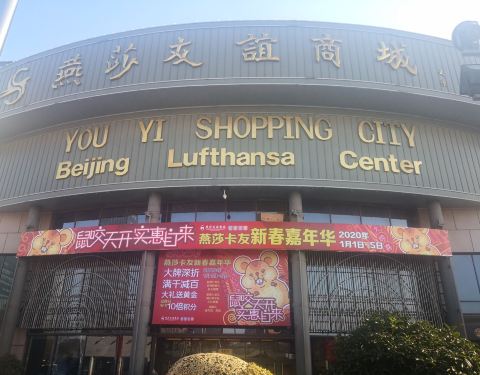 燕莎友誼商城
YOU YI SHOPPING CITY
Beijing Lufthansa Center
鼠咬天开实惠自来
燕莎卡友新春嘉年华
2020年
1月1日-5日
燕莎卡友新春嘉年华
大牌深折
满千减百
大礼送黄金
10倍积分
鼠咬天开
实惠自来